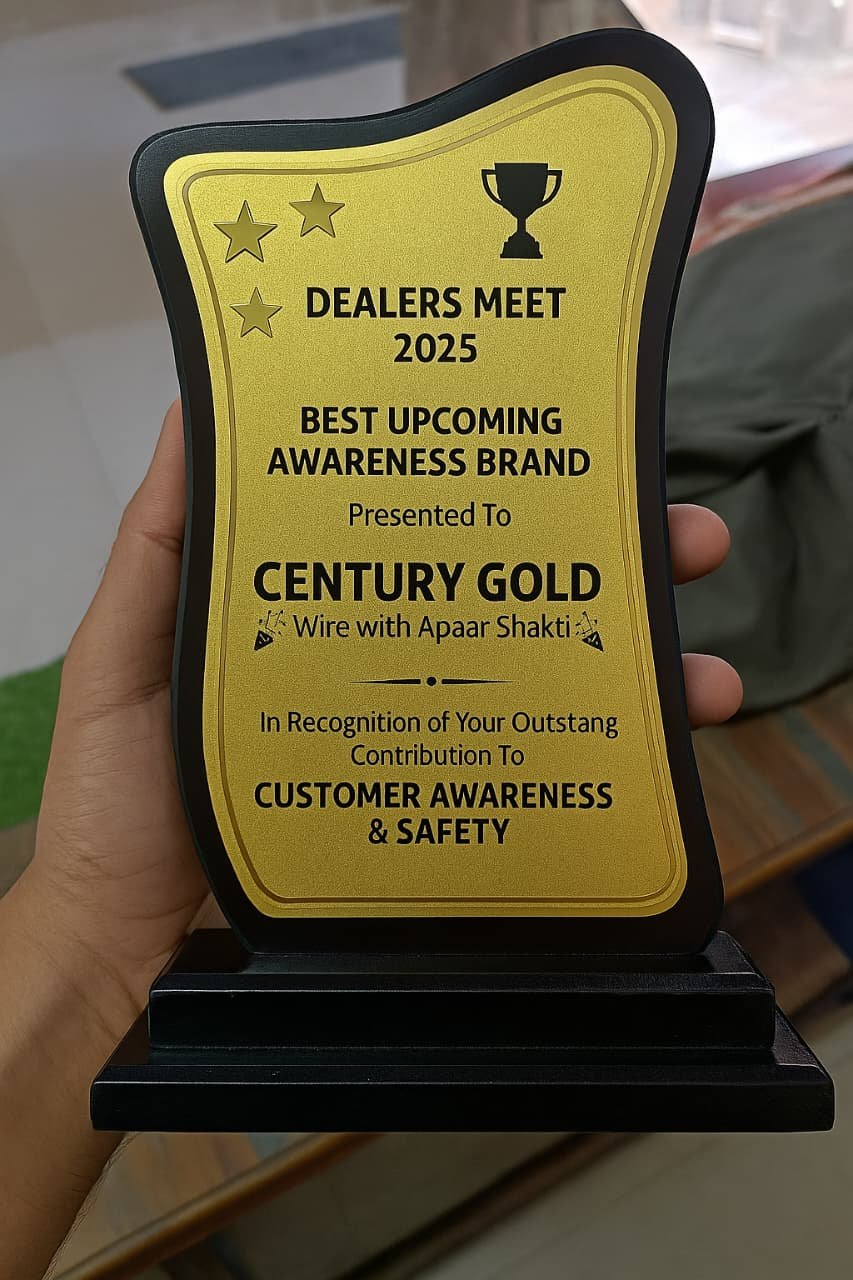 DEALERS MEET
2025
BEST UPCOMING
AWARENESS BRAND
Presented To
CENTURY GOLD
Wire with Apaar Shakti
In Recognition of Your Outstang
Contribution To
CUSTOMER AWARENESS
& SAFETY